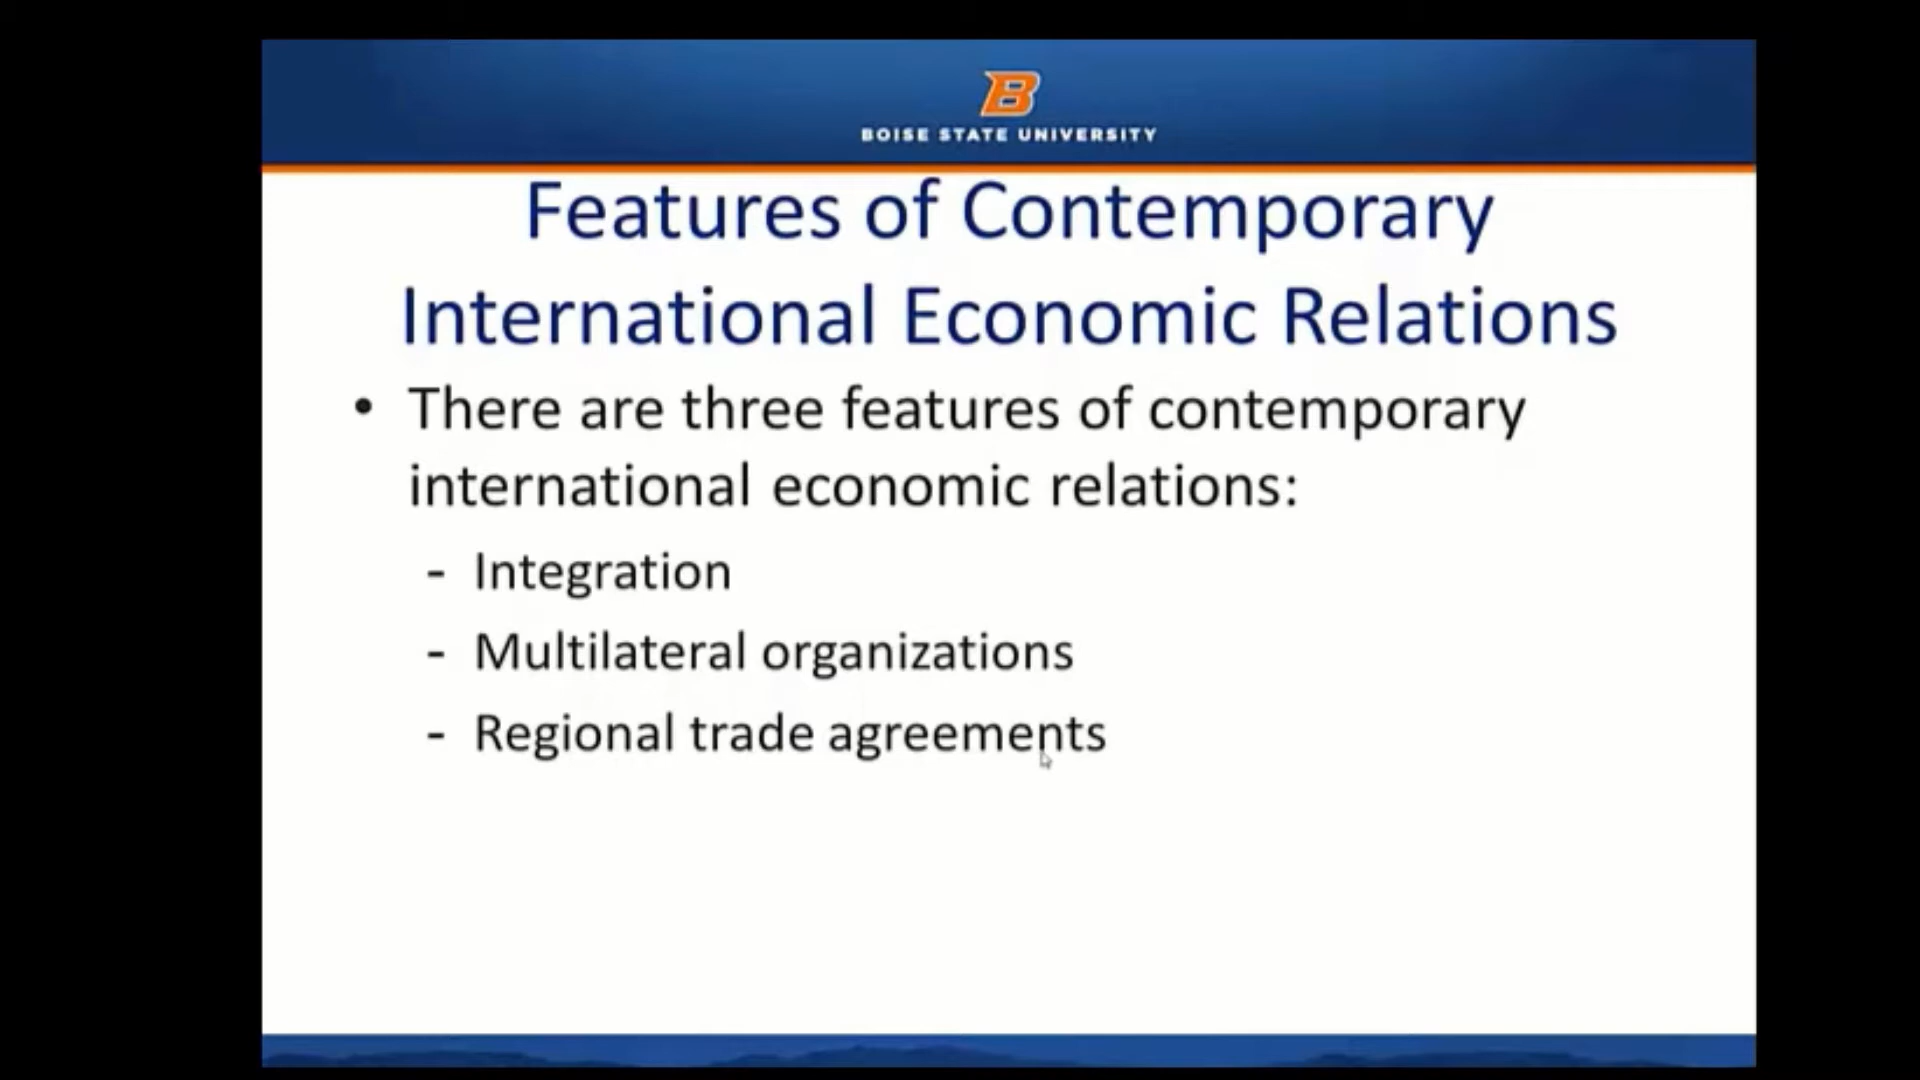 B
BOISE STATE UNIVERSITY
Features of Contemporary
International Economic Relations
• There are three features of contemporary
international economic relations:
- Integration
- Multilateral organizations
- Regional trade agreements